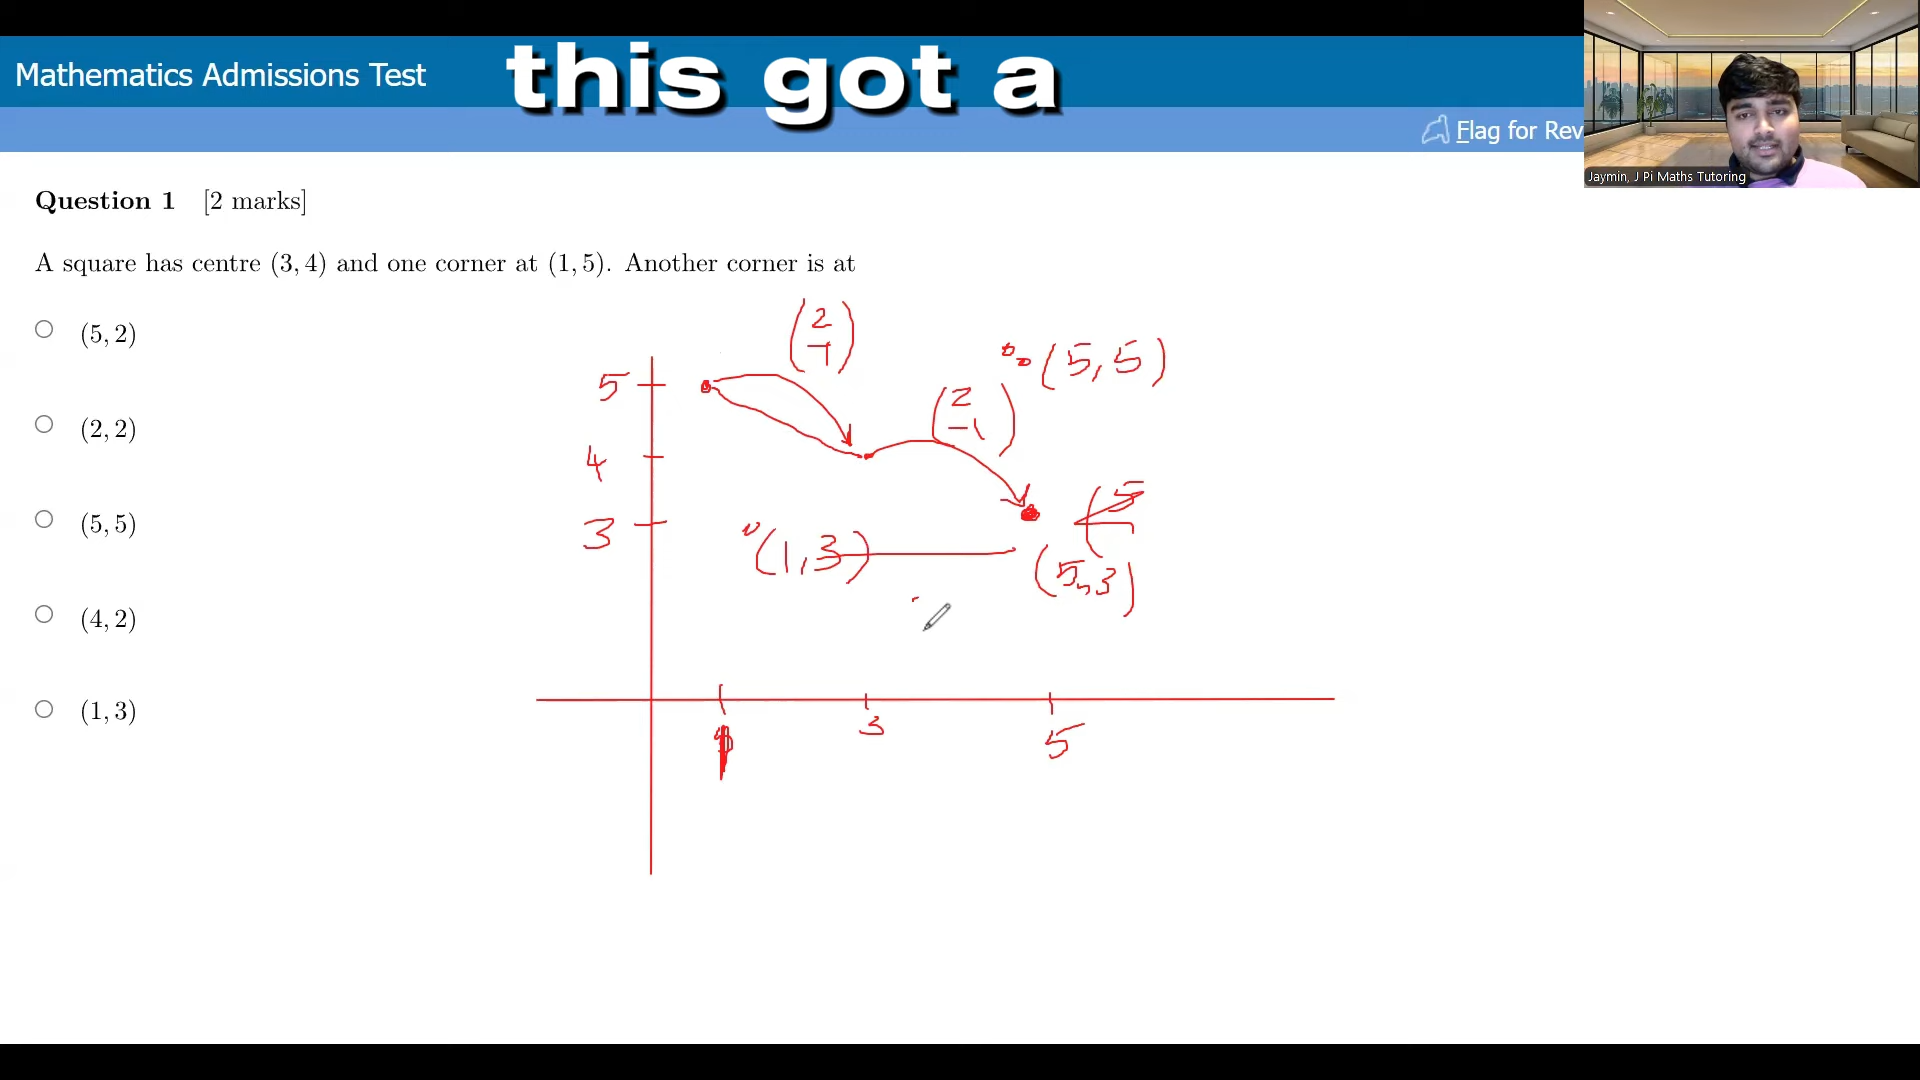 Mathematics Admissions Test
this got a
Flag for Rev
Jaymin, J Pi Maths Tutoring
Question 1 [2 marks]
A square has centre (3, 4) and one corner at (1, 5). Another corner is at
(5, 2)
(2, 2)
(5, 5)
(4, 2)
(1, 3)
(2
-1)
(5,5)
(2
-1)
5
4
3
(1,3)
(5,3)
3
5